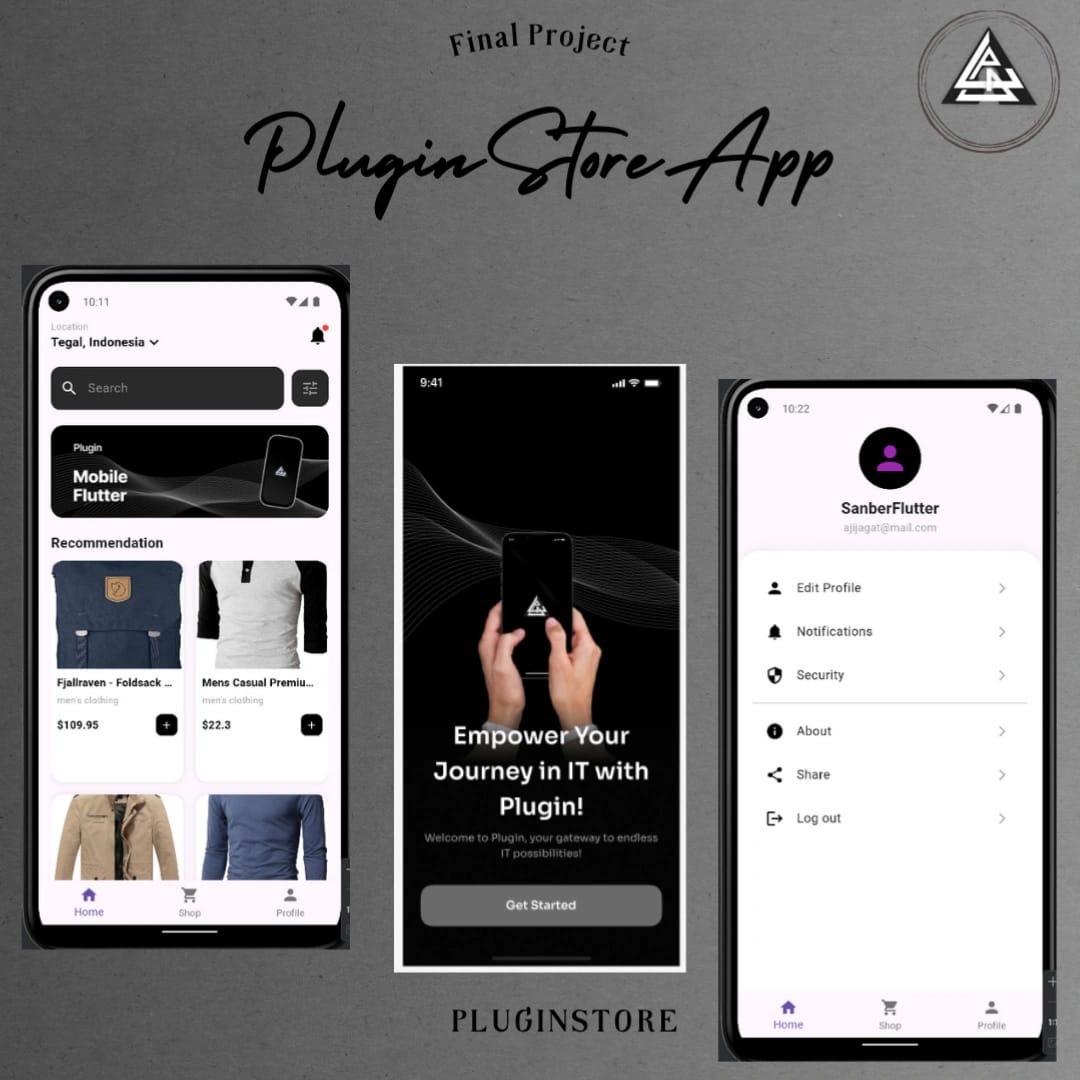 Final Project
Plugin Store App
10:11
Location
Tegal, Indonesia
Search
Plugin
Mobile
Flutter
Recommendation
Fjallraven - Foldsack ...
men's clothing
$109.95
Mens Casual Premiu...
men's clothing
$22.3
Home
Shop
Profile
9:41
Empower Your
Journey in IT with
Plugin!
Welcome to Plugin, your gateway to endless
IT possibilities!
Get Started
PLUGINSTORE
10:22
SanberFlutter
ajijagat@mail.com
Edit Profile
Notifications
Security
About
Share
Log out
Home
Shop
Profile